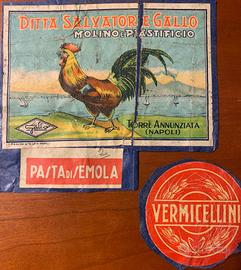 DITTA SALVATORE GALLO
MOLINO E PASTIFICIO
TORRE ANNUNZIATA
(NAPOLI)
PASTA DI SEMOLA
VERMICELLINI